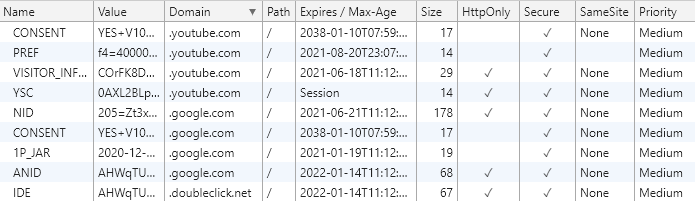 Name Value Domain ▼ Path Expires / Max-Age Size HttpOnly Secure SameSite Priority
CONSENT YES+V10... .youtube.com / 2038-01-10T07:59:... 17 ✓ None Medium
PREF f4=40000... .youtube.com / 2021-08-20T23:07:... 14 ✓ Medium
VISITOR_INF... COrFK8D... .youtube.com / 2021-06-18T11:12:... 29 ✓ ✓ None Medium
YSC 0AXL2BLp... .youtube.com / Session 14 ✓ ✓ None Medium
NID 205=Zt3x... .google.com / 2021-06-21T11:12:... 178 ✓ ✓ None Medium
CONSENT YES+V10... .google.com / 2038-01-10T07:59:... 17 ✓ None Medium
1P_JAR 2020-12-... .google.com / 2021-01-19T11:12:... 19 ✓ None Medium
ANID AHWqTU... .google.com / 2022-01-14T11:12:... 68 ✓ ✓ None Medium
IDE AHWqTU... .doubleclick.net / 2022-01-14T11:12:... 67 ✓ ✓ None Medium